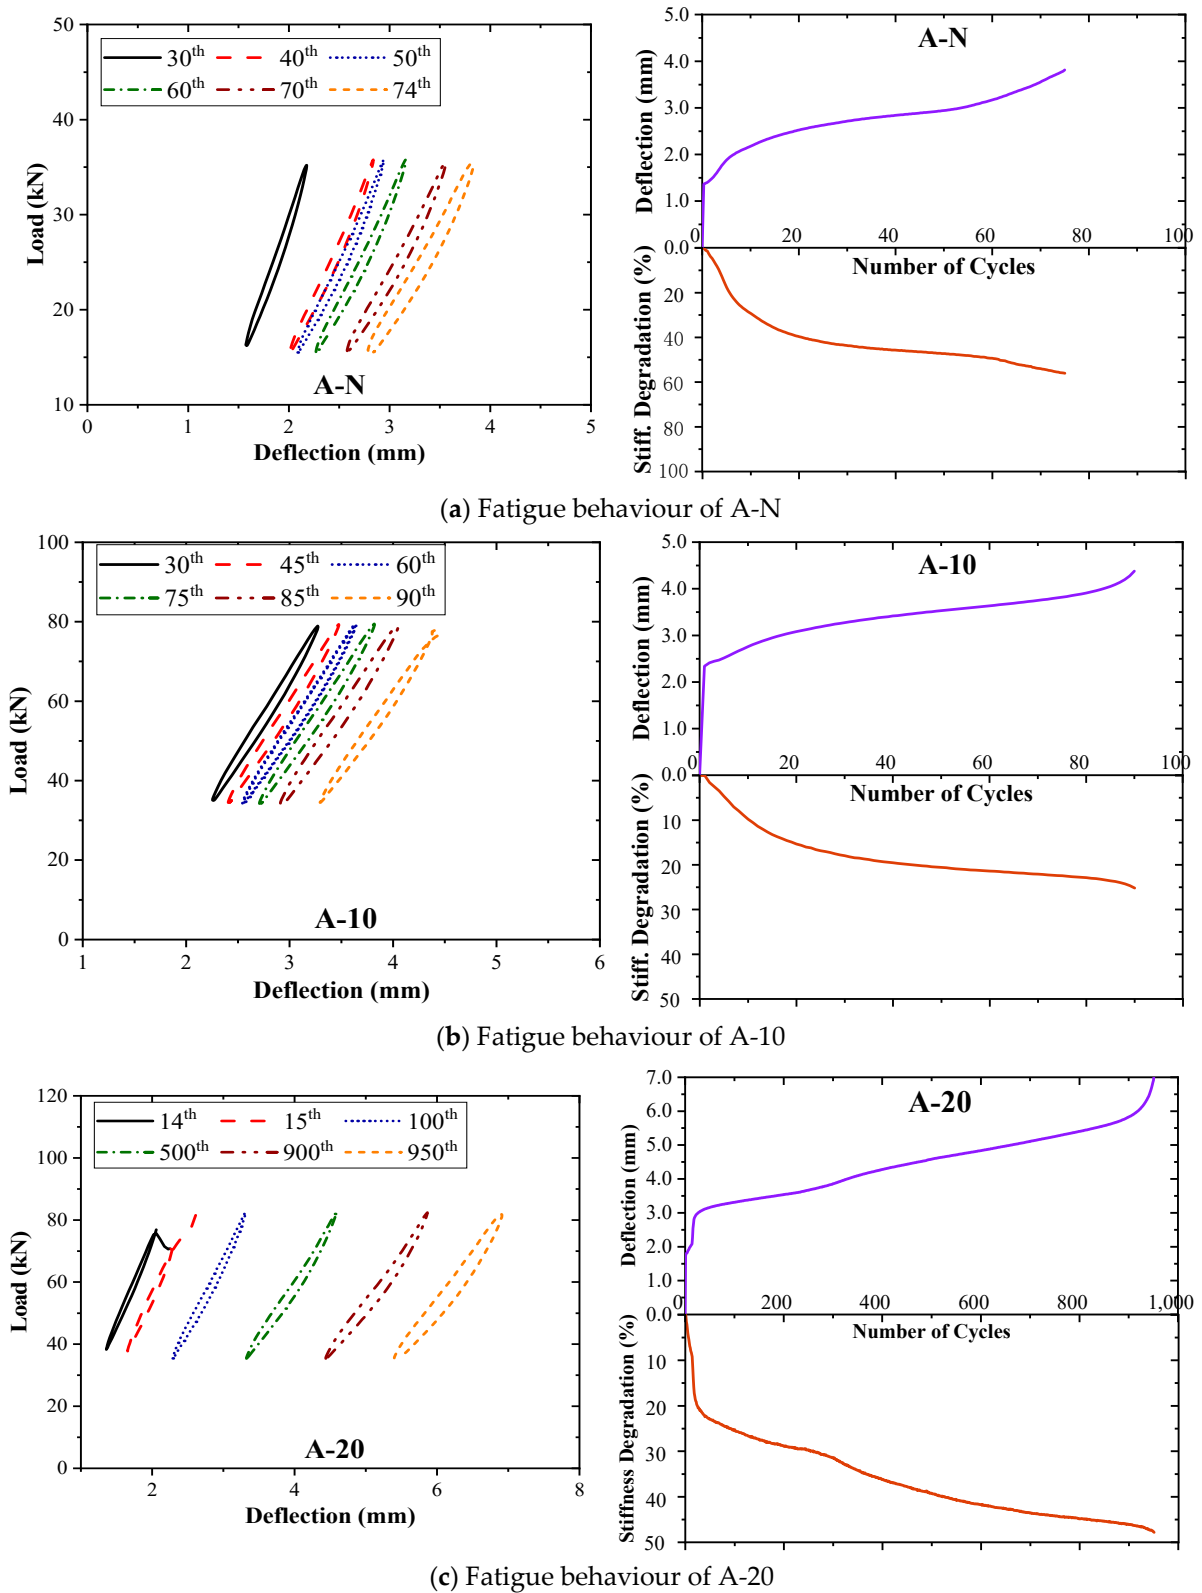 50
40
30
20
10
Load (kN)
30th 40th 50th
60th 70th 74th
A-N
0 1 2 3 4 5
Deflection (mm)
5.0
4.0
3.0
2.0
1.0
0.0
Deflection (mm)
A-N
0 20 40 60 80 100
Number of Cycles
20
40
60
80
100
Stiff. Degradation (%)
(a) Fatigue behaviour of A-N
100
80
60
40
20
0
Load (kN)
30th 45th 60th
75th 85th 90th
A-10
1 2 3 4 5 6
Deflection (mm)
5.0
4.0
3.0
2.0
1.0
0.0
Deflection (mm)
A-10
0 20 40 60 80 100
Number of Cycles
10
20
30
40
50
Stiff. Degradation (%)
(b) Fatigue behaviour of A-10
120
100
80
60
40
20
0
Load (kN)
14th 15th 100th
500th 900th 950th
A-20
2 4 6 8
Deflection (mm)
7.0
6.0
5.0
4.0
3.0
2.0
1.0
0.0
Deflection (mm)
A-20
0 200 400 600 800 1,000
Number of Cycles
10
20
30
40
50
Stiffness Degradation (%)
(c) Fatigue behaviour of A-20